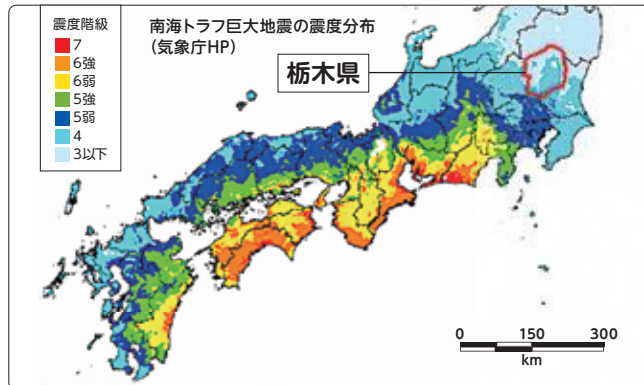 震度階級
7
6強
6弱
5強
5弱
4
3以下
南海トラフ巨大地震の震度分布
（気象庁HP）
栃木県
0 150 300
km